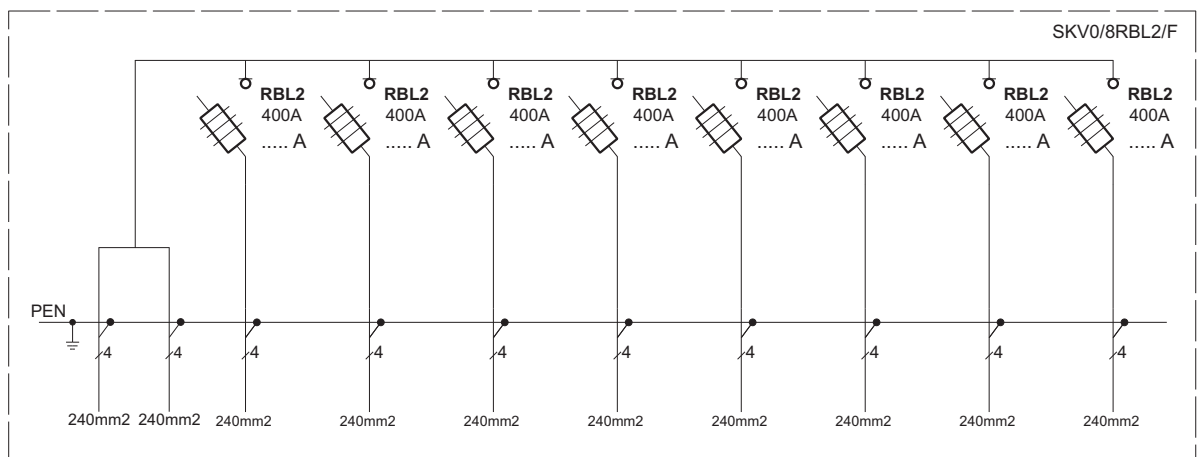 SKV0/8RBL2/F
RBL2 RBL2 RBL2 RBL2 RBL2 RBL2 RBL2 RBL2
400A 400A 400A 400A 400A 400A 400A 400A
..... A ..... A ..... A ..... A ..... A ..... A ..... A ..... A
PEN
4 4 4 4 4 4 4 4 4 4
240mm2 240mm2 240mm2 240mm2 240mm2 240mm2 240mm2 240mm2 240mm2 240mm2